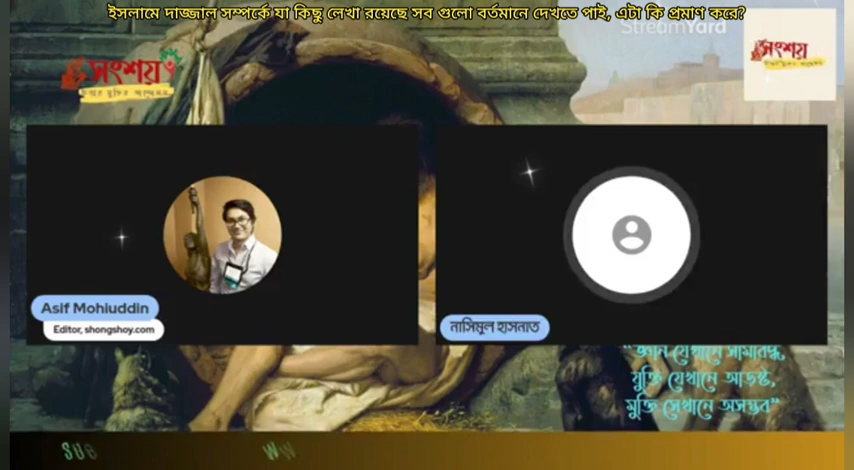 ইসলামে দাজ্জাল সম্পর্কে যা কিছু লেখা রয়েছে সব গুলো বর্তমানে দেখতে পাই, এটা কি প্রমাণ করে?
StreamYard
সংশয়
সংশয়
Asif Mohiuddin
Editor, shongshoy.com
নাসিমুল হাসনাত
“জ্ঞান যেখানে সীমাবদ্ধ,
যুক্তি যেখানে আড়ষ্ট,
মুক্তি সেখানে অসম্ভব”